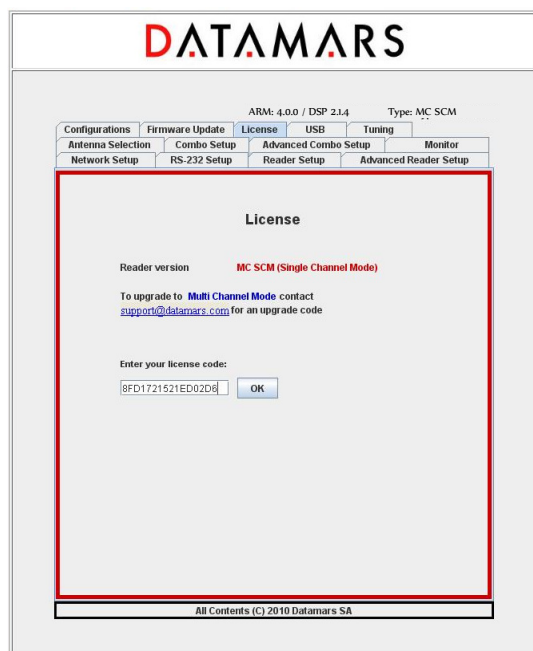 DATAMARS
ARM: 4.0.0 / DSP 2.1.4 Type: MC SCM
Configurations Firmware Update License USB Tuning
Antenna Selection Combo Setup Advanced Combo Setup Monitor
Network Setup RS-232 Setup Reader Setup Advanced Reader Setup
License
Reader version MC SCM (Single Channel Mode)
To upgrade to Multi Channel Mode contact
support@datamars.com for an upgrade code
Enter your license code:
8FD1721521ED02D6 OK
All Contents (C) 2010 Datamars SA